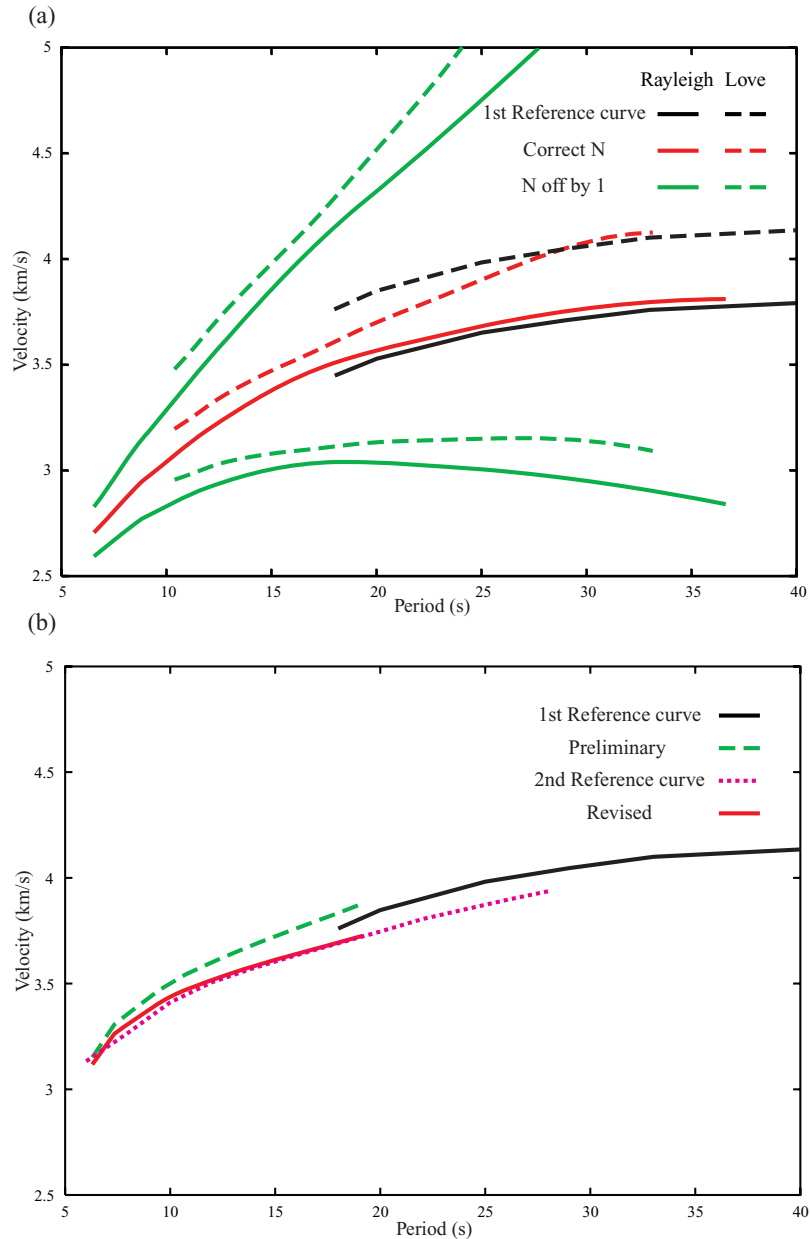 (a)
5
4.5
4
3.5
3
2.5
Velocity (km/s)
Rayleigh Love
1st Reference curve
Correct N
N off by 1
5 10 15 20 25 30 35 40
Period (s)
(b)
5
4.5
4
3.5
3
2.5
Velocity (km/s)
1st Reference curve
Preliminary
2nd Reference curve
Revised
5 10 15 20 25 30 35 40
Period (s)